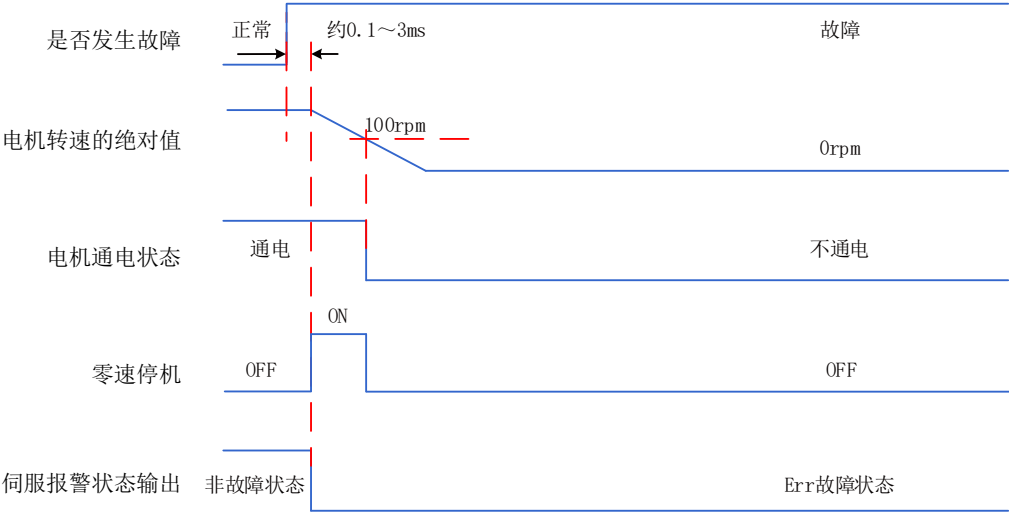 是否发生故障 正常 约0.1～3ms 故障
电机转速的绝对值 100rpm 0rpm
电机通电状态 通电 不通电
ON
零速停机 OFF OFF
伺服报警状态输出 非故障状态 Err故障状态